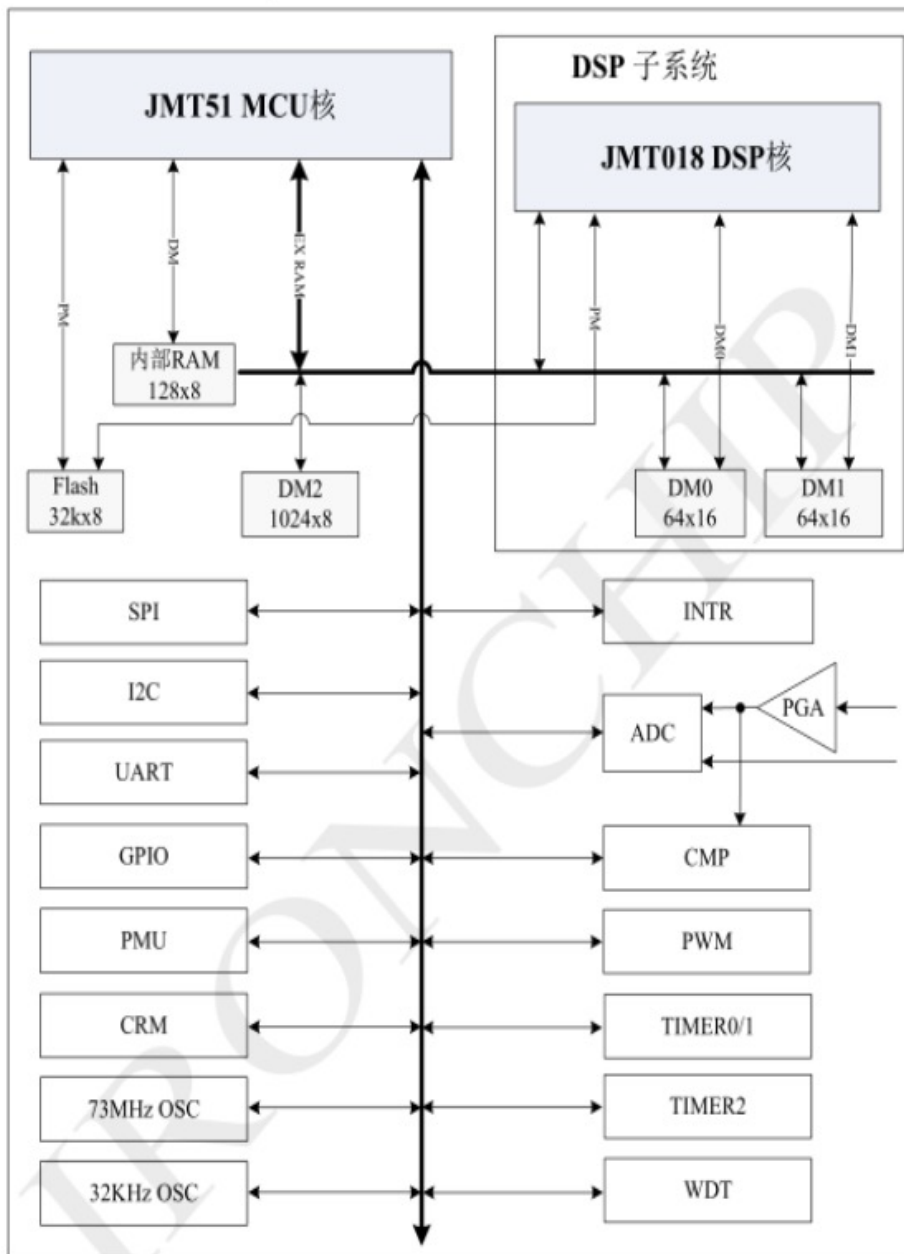 DSP 子系统
JMT51 MCU核
JMT018 DSP核
PM
DM
EX RAM
PM
DM0
DM1
内部RAM
128x8
Flash
32kx8
DM2
1024x8
DM0
64x16
DM1
64x16
SPI
INTR
I2C
ADC
PGA
UART
GPIO
CMP
PMU
PWM
CRM
TIMER0/1
73MHz OSC
TIMER2
32KHz OSC
WDT
IRONCHIP